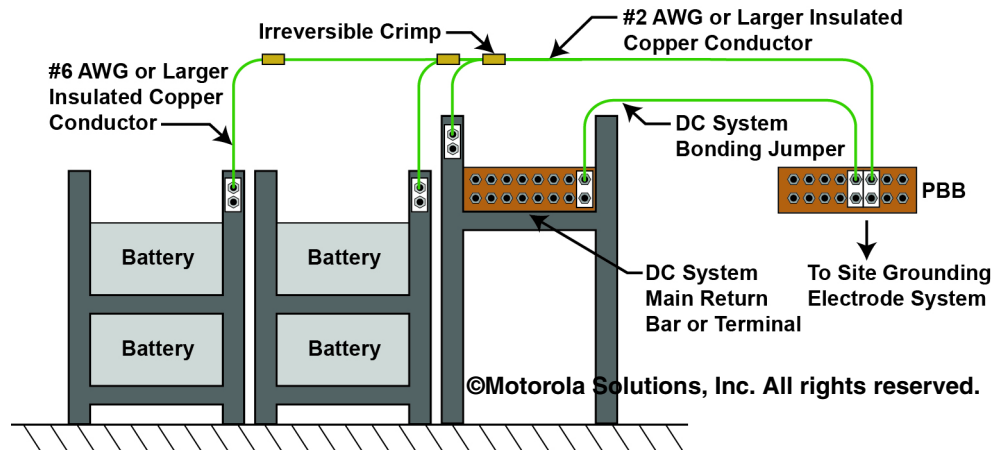 #2 AWG or Larger Insulated
Copper Conductor
Irreversible Crimp
#6 AWG or Larger
Insulated Copper
Conductor
DC System
Bonding Jumper
PBB
Battery
Battery
DC System
Main Return
Bar or Terminal
To Site Grounding
Electrode System
Battery
Battery
©Motorola Solutions, Inc. All rights reserved.